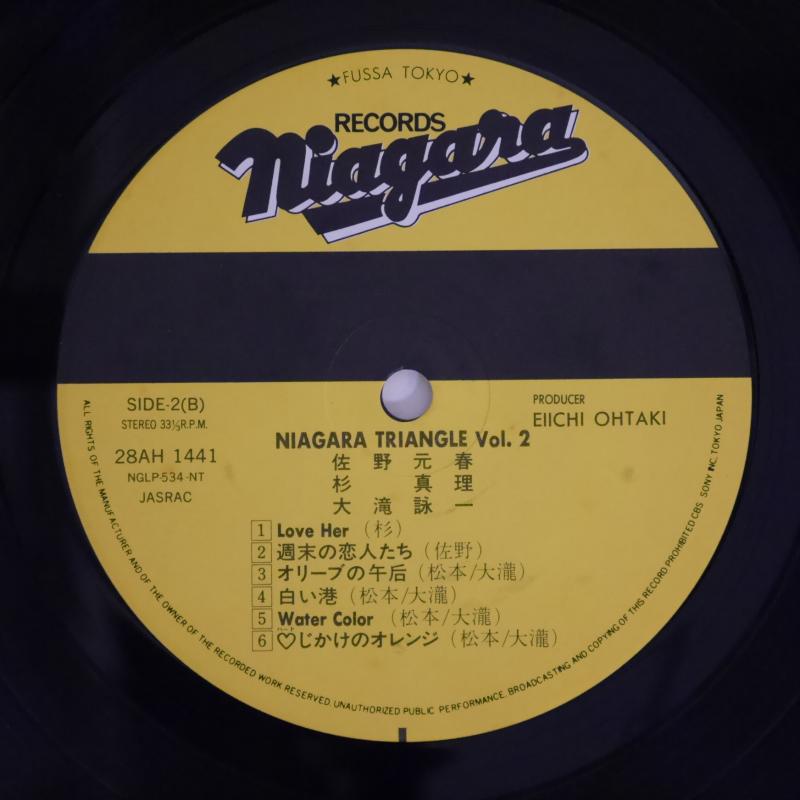 ★FUSSA TOKYO★
RECORDS
Niagara
SIDE-2(B)
STEREO 33⅓R.P.M.
28AH 1441
NGLP-534-NT
JASRAC
PRODUCER
EIICHI OHTAKI
NIAGARA TRIANGLE Vol. 2
佐野元春
杉 真理
大滝詠一
1 Love Her（杉）
2 週末の恋人たち（佐野）
3 オリーブの午后（松本/大瀧）
4 白い港（松本/大瀧）
5 Water Color（松本/大瀧）
6 ♡じかけのオレンジ（松本/大瀧）
ALL RIGHTS OF THE MANUFACTURER AND OF THE OWNER OF THE RECORDED WORK RESERVED. UNAUTHORIZED PUBLIC PERFORMANCE. BROADCASTING AND COPYING OF THIS RECORD PROHIBITED CBS SONY INC. TOKYO JAPAN